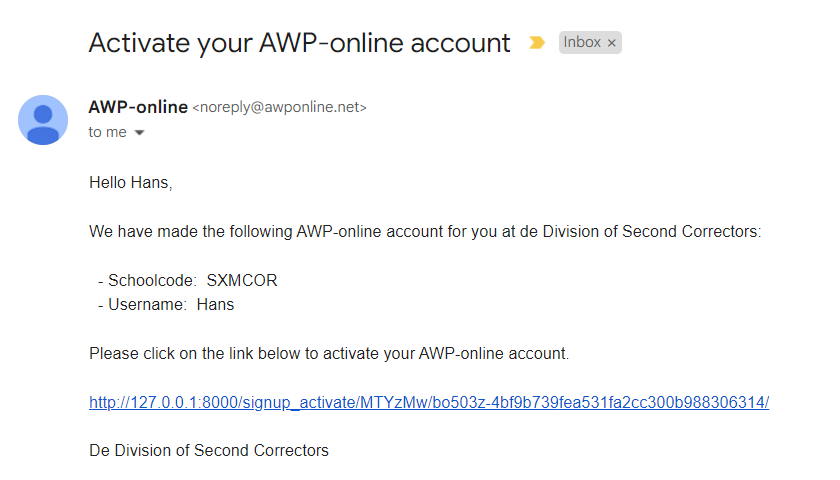 Activate your AWP-online account Inbox ×
AWP-online <noreply@awponline.net>
to me
Hello Hans,
We have made the following AWP-online account for you at de Division of Second Correctors:
- Schoolcode: SXMCOR
- Username: Hans
Please click on the link below to activate your AWP-online account.
http://127.0.0.1:8000/signup_activate/MTYzMw/bo503z-4bf9b739fea531fa2cc300b988306314/
De Division of Second Correctors